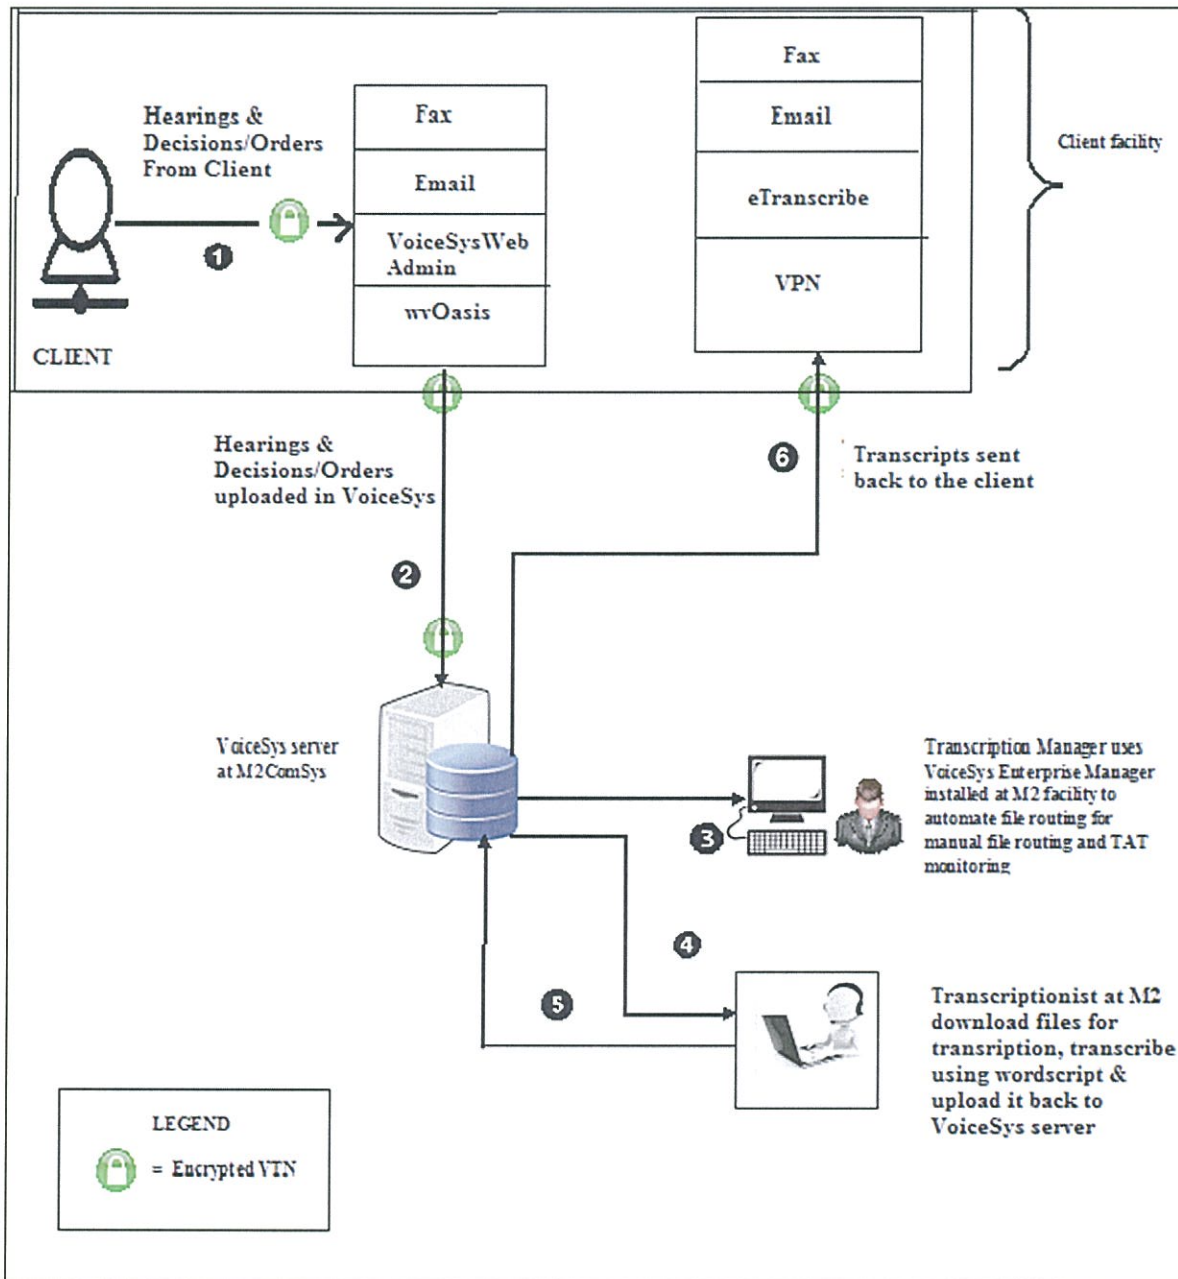 Hearings &
Decisions/Orders
From Client
1
CLIENT
Fax
Email
VoiceSysWeb
Admin
wvOasis
Fax
Email
eTranscribe
VPN
Client facility
Hearings &
Decisions/Orders
uploaded in VoiceSys
2
6
Transcripts sent
back to the client
VoiceSys server
at M2ComSys
3
Transcription Manager uses
VoiceSys Enterprise Manager
installed at M2 facility to
automate file routing for
manual file routing and TAT
monitoring
4
5
Transcriptionist at M2
download files for
transription, transcribe
using wordscript &
upload it back to
VoiceSys server
LEGEND
= Encrypted VTN